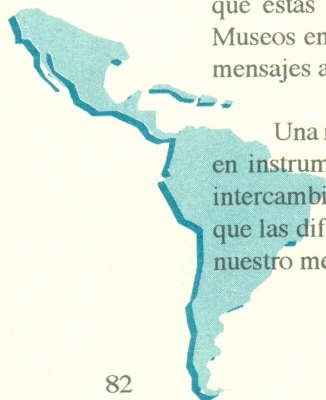 que estas
Museos en
mensajes a
Una
en instrum
intercambi
que las dif
nuestro me
82